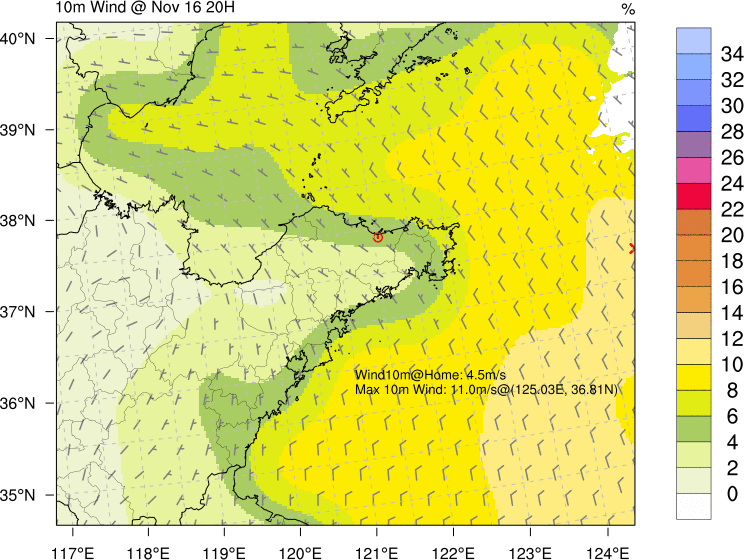 10m Wind @ Nov 16 20H
%
40°N
39°N
38°N
37°N
36°N
35°N
Wind10m@Home: 4.5m/s
Max 10m Wind: 11.0m/s@(125.03E, 36.81N)
117°E 118°E 119°E 120°E 121°E 122°E 123°E 124°E
34
32
30
28
26
24
22
20
18
16
14
12
10
8
6
4
2
0